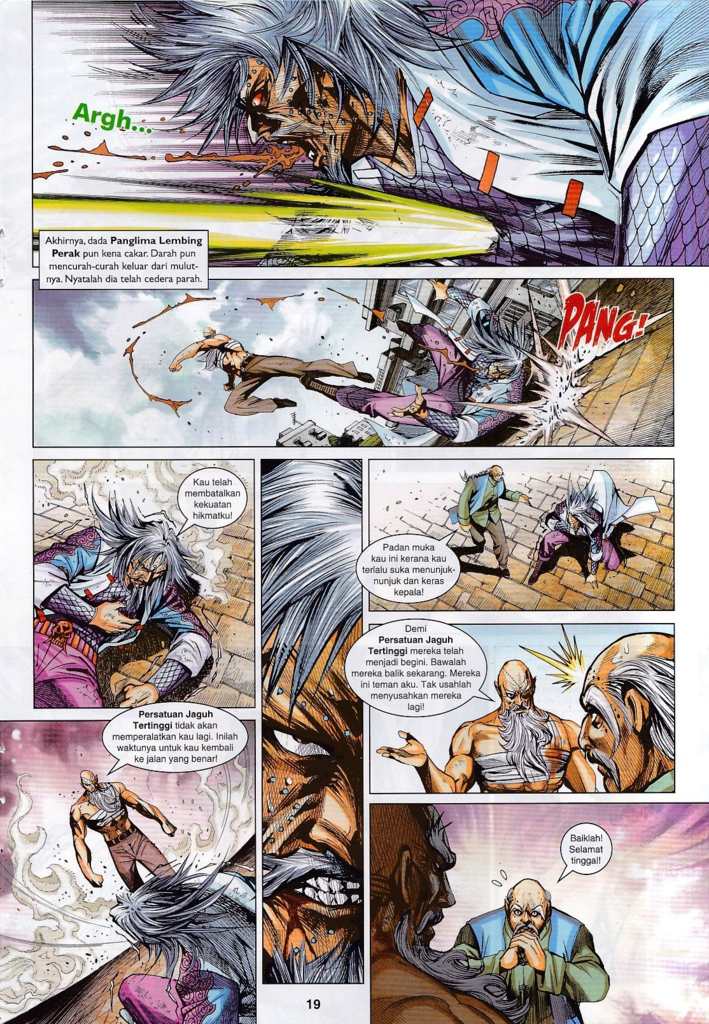 Argh...
Akhirnya, dada Panglima Lembing
Perak pun kena cakar. Darah pun
mencurah-curah keluar dari mulut-
nya. Nyatalah dia telah cedera parah.
PANG!
Kau telah
membatalkan
kekuatan
hikmatku!
Padan muka
kau ini kerana kau
terlalu suka menunjuk-
nunjuk dan keras
kepala!
Demi
Persatuan Jaguh
Tertinggi mereka telah
menjadi begini. Bawalah
mereka balik sekarang. Mereka
ini teman aku. Tak usahlah
menyusahkan mereka
lagi!
Persatuan Jaguh
Tertinggi tidak akan
memperalatkan kau lagi. Inilah
waktunya untuk kau kembali
ke jalan yang benar!
Baiklah!
Selamat
tinggal!
19